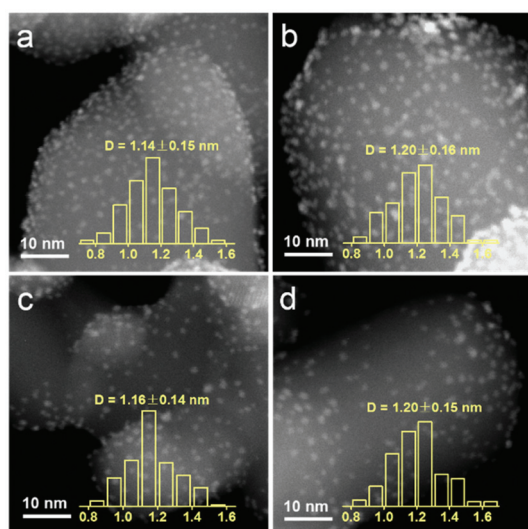 a
D = 1.14±0.15 nm
10 nm
0.8 1.0 1.2 1.4 1.6
b
D = 1.20±0.16 nm
10 nm
0.8 1.0 1.2 1.4 1.6
c
D = 1.16±0.14 nm
10 nm
0.8 1.0 1.2 1.4 1.6
d
D = 1.20±0.15 nm
10 nm
0.8 1.0 1.2 1.4 1.6